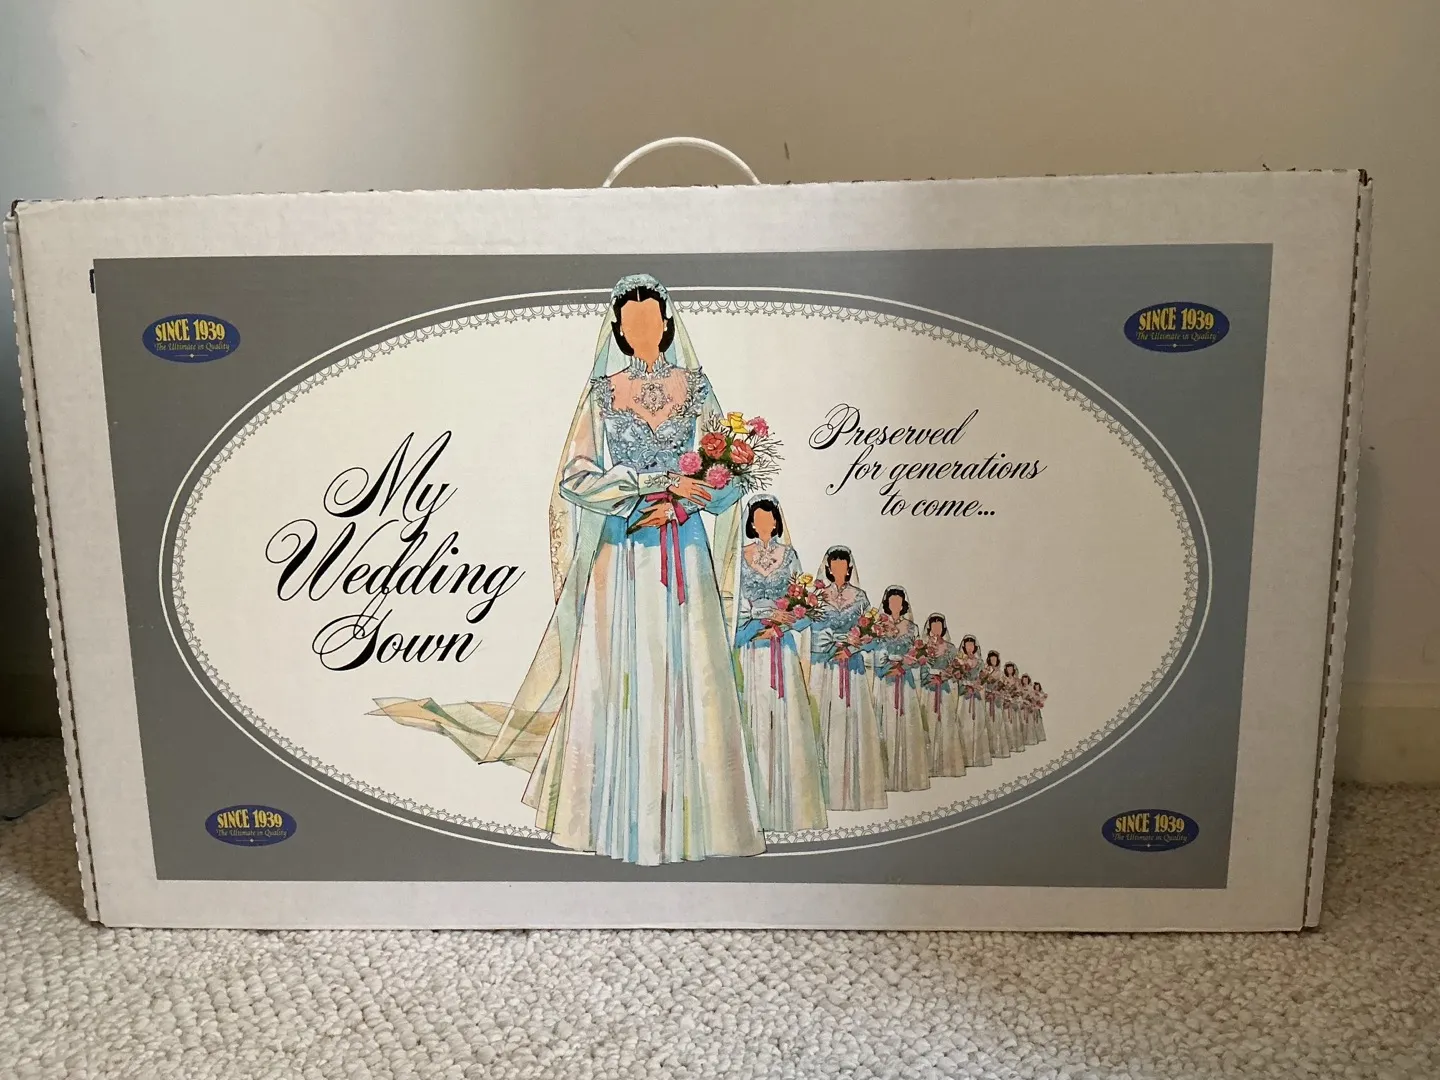 SINCE 1939
The Ultimate in Quality
SINCE 1939
The Ultimate in Quality
My
Wedding
Gown
Preserved
for generations
to come...
SINCE 1939
The Ultimate in Quality
SINCE 1939
The Ultimate in Quality